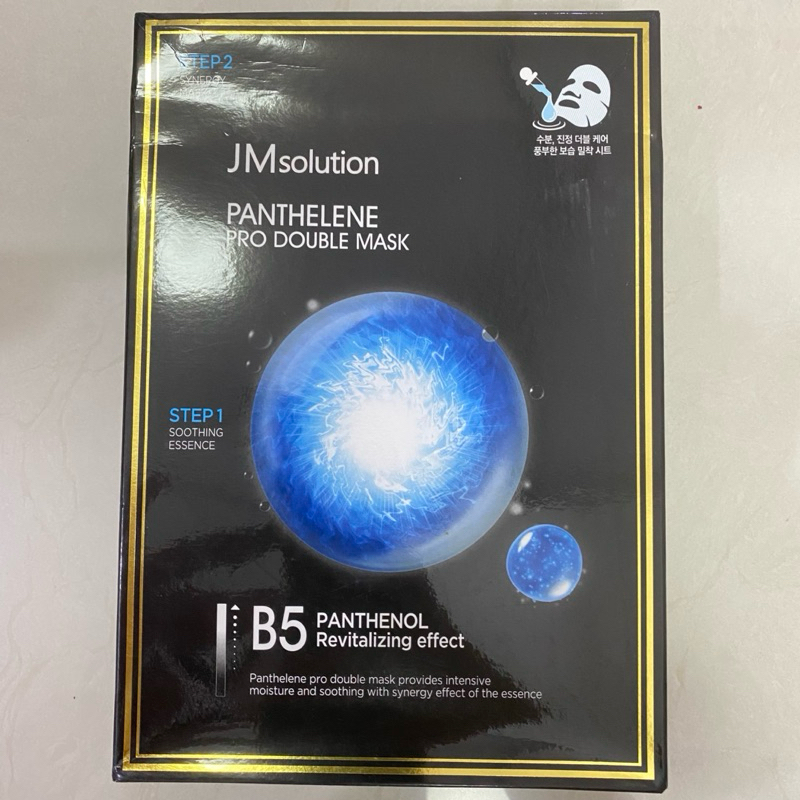 STEP 2
SYNERGY
수분, 진정 더블 케어
풍부한 보습 밀착 시트
JMsolution
PANTHELENE
PRO DOUBLE MASK
STEP 1
SOOTHING
ESSENCE
B5 PANTHENOL
Revitalizing effect
Panthelene pro double mask provides intensive
moisture and soothing with synergy effect of the essence